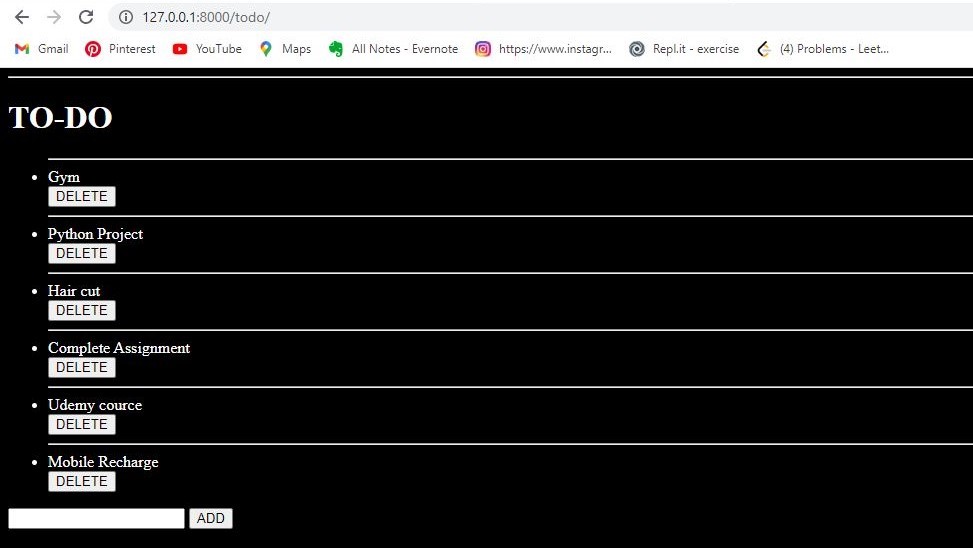 127.0.0.1:8000/todo/
Gmail Pinterest YouTube Maps All Notes - Evernote https://www.instagr... Repl.it - exercise (4) Problems - Leet...
TO-DO
Gym
DELETE
Python Project
DELETE
Hair cut
DELETE
Complete Assignment
DELETE
Udemy cource
DELETE
Mobile Recharge
DELETE
ADD